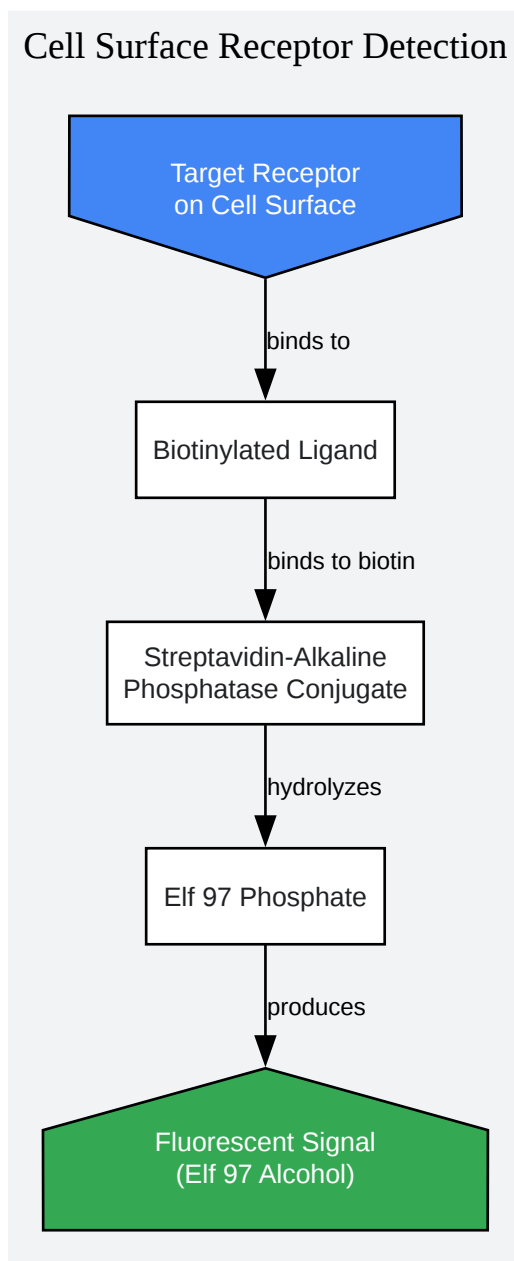 Cell Surface Receptor Detection
Target Receptor
on Cell Surface
binds to
Biotinylated Ligand
binds to biotin
Streptavidin-Alkaline
Phosphatase Conjugate
hydrolyzes
Elf 97 Phosphate
produces
Fluorescent Signal
(Elf 97 Alcohol)